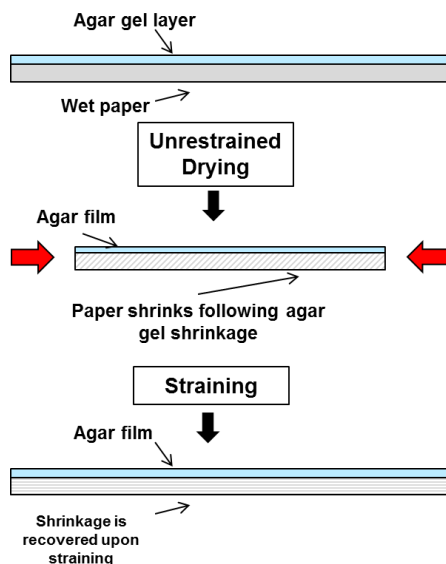 Agar gel layer
Wet paper
Unrestrained
Drying
Agar film
Paper shrinks following agar
gel shrinkage
Straining
Agar film
Shrinkage is
recovered upon
straining